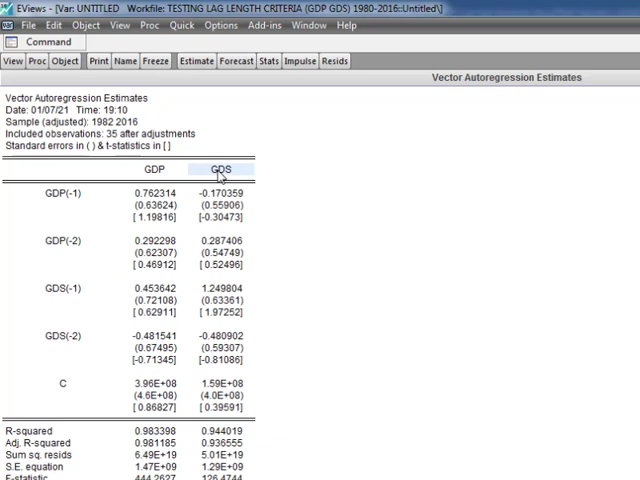 EViews - [Var: UNTITLED Workfile: TESTING LAG LENGTH CRITERIA (GDP GDS) 1980-2016::Untitled\]
File Edit Object View Proc Quick Options Add-ins Window Help
Command
View Proc Object Print Name Freeze Estimate Forecast Stats Impulse Resids
Vector Autoregression Estimates
Vector Autoregression Estimates
Date: 01/07/21 Time: 19:10
Sample (adjusted): 1982 2016
Included observations: 35 after adjustments
Standard errors in ( ) & t-statistics in [ ]
GDP GDS
GDP(-1) 0.762314 -0.170359
(0.63624) (0.55906)
[ 1.19816] [-0.30473]
GDP(-2) 0.292298 0.287406
(0.62307) (0.54749)
[ 0.46912] [ 0.52496]
GDS(-1) 0.453642 1.249804
(0.72108) (0.63361)
[ 0.62911] [ 1.97252]
GDS(-2) -0.481541 -0.480902
(0.67495) (0.59307)
[-0.71345] [-0.81086]
C 3.96E+08 1.59E+08
(4.6E+08) (4.0E+08)
[ 0.86827] [ 0.39591]
R-squared 0.983398 0.944019
Adj. R-squared 0.981185 0.936555
Sum sq. resids 6.49E+19 5.01E+19
S.E. equation 1.47E+09 1.29E+09
F-statistic 444.2627 126.4744